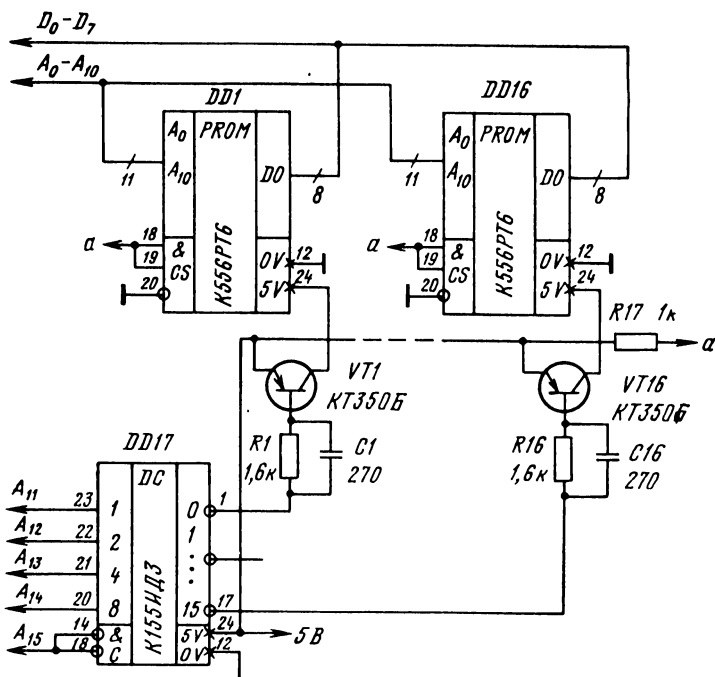 D₀-D₇
A₀-A₁₀
DD1
DD16
A₀ PROM
A₁₀ DO
11 8
A₀ PROM
A₁₀ DO
11 8
К556РТ6
К556РТ6
а 18 & 0V 12
19 CS 5V 24
20
а 18 & 0V 12
19 CS 5V 24
20
R17 1к а
VT1
КТ350Б
VT16
КТ350Б
R1
1,6к
C1
270
R16
1,6к
C16
270
DD17
DC
К155ИД3
A₁₁ 23 1 0 1
A₁₂ 22 2 1
A₁₃ 21 4
A₁₄ 20 8 15 17
14 & 5V 24 5В
A₁₅ 18 C 0V 12